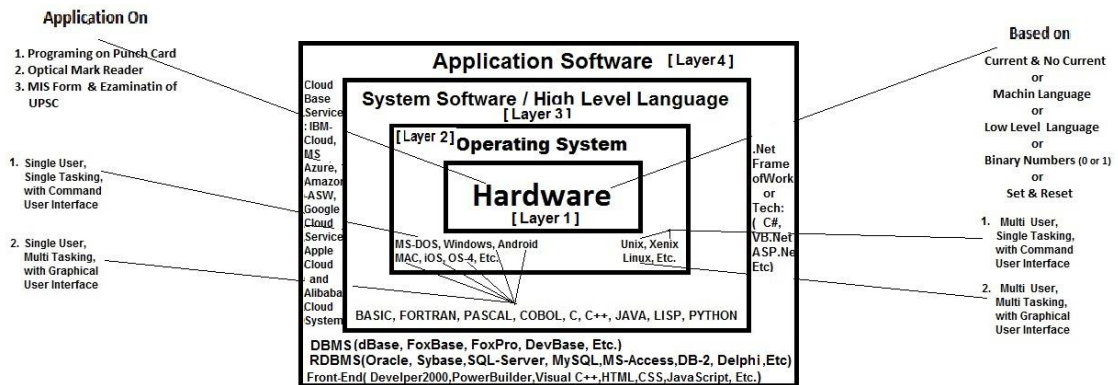 Application On
1. Programing on Punch Card
2. Optical Mark Reader
3. MIS Form & Ezaminatin of
UPSC
1. Single User,
Single Tasking,
with Command
User Interface
2. Single User,
Multi Tasking,
with Graphical
User Interface
Application Software [ Layer 4 ]
Cloud
Base
Service
: IBM-
Cloud,
MS
Azure,
Amazon
-ASW,
Google
Cloud
Service
Apple
Cloud
and
Alibaba
Cloud
System
System Software / High Level Language
[ Layer 3 ]
[ Layer 2 ]
Operating System
Hardware
[ Layer 1 ]
MS-DOS, Windows, Android
MAC, iOS, OS-4, Etc.
Unix, Xenix
Linux, Etc.
BASIC, FORTRAN, PASCAL, COBOL, C, C++, JAVA, LISP, PYTHON
.Net
Frame
ofWork
or
Tech:
( C#,
VB.Net
ASP.Ne
Etc)
DBMS(dBase, FoxBase, FoxPro, DevBase, Etc.)
RDBMS(Oracle, Sybase,SQL-Server, MySQL,MS-Access,DB-2, Delphi,Etc)
Front-End( Develper2000,PowerBuilder,Visual C++,HTML,CSS,JavaScript, Etc.)
Based on
Current & No Current
or
Machin Language
or
Low Level Language
or
Binary Numbers (0 or 1)
or
Set & Reset
1. Multi User,
Single Tasking,
with Command
User Interface
2. Multi User,
Multi Tasking,
with Graphical
User Interface